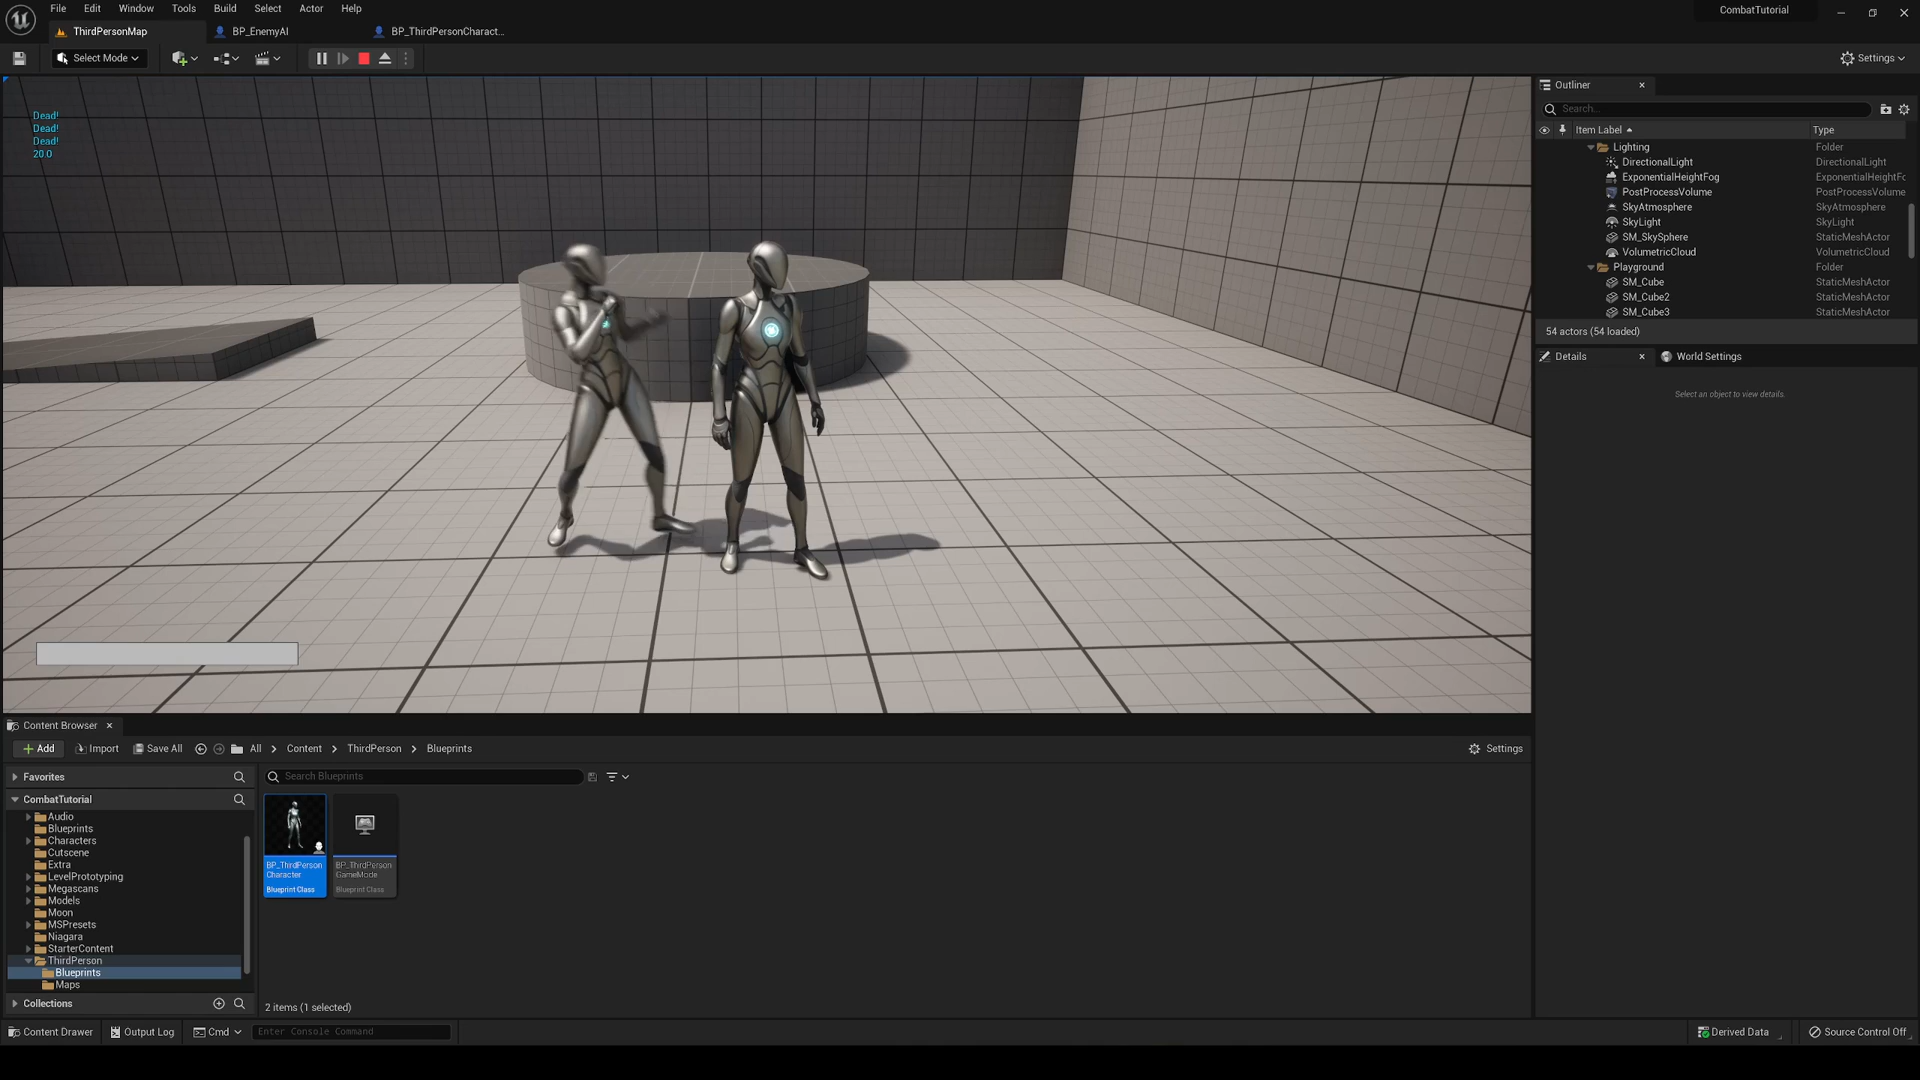 File Edit Window Tools Build Select Actor Help
CombatTutorial
ThirdPersonMap BP_EnemyAI BP_ThirdPersonCharact...
Select Mode
Settings
Dead!
Dead!
Dead!
20.0
Outliner
Search...
Item Label Type
Lighting Folder
DirectionalLight DirectionalLight
ExponentialHeightFog ExponentialHeightFc
PostProcessVolume PostProcessVolume
SkyAtmosphere SkyAtmosphere
SkyLight SkyLight
SM_SkySphere StaticMeshActor
VolumetricCloud VolumetricCloud
Playground Folder
SM_Cube StaticMeshActor
SM_Cube2 StaticMeshActor
SM_Cube3 StaticMeshActor
54 actors (54 loaded)
Details World Settings
Select an object to view details.
Content Browser
Add Import Save All All Content ThirdPerson Blueprints
Settings
Favorites
Search Blueprints
CombatTutorial
Audio
Blueprints
Characters
Cutscene
Extra
LevelPrototyping
Megascans
Models
Moon
MSPresets
Niagara
StarterContent
ThirdPerson
Blueprints
Maps
Collections
BP_ThirdPerson
Character
Blueprint Class
BP_ThirdPerson
GameMode
Blueprint Class
2 items (1 selected)
Content Drawer Output Log Cmd Enter Console Command
Derived Data Source Control Off